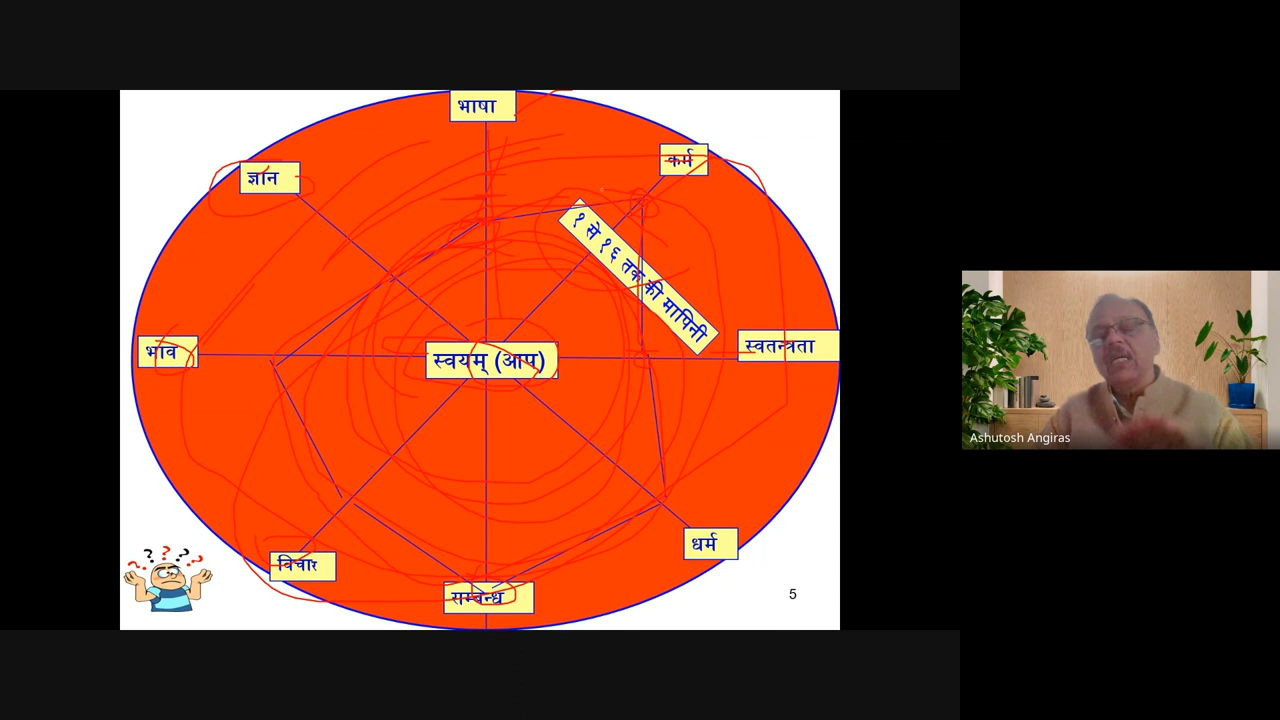 भाषा
कर्म
ज्ञान
१ से १६ तक की मापिनी
भाव
स्वयम् (आप)
स्वतन्त्रता
धर्म
विचार
सम्बन्ध
5
Ashutosh Angiras
? ? ? ? ?